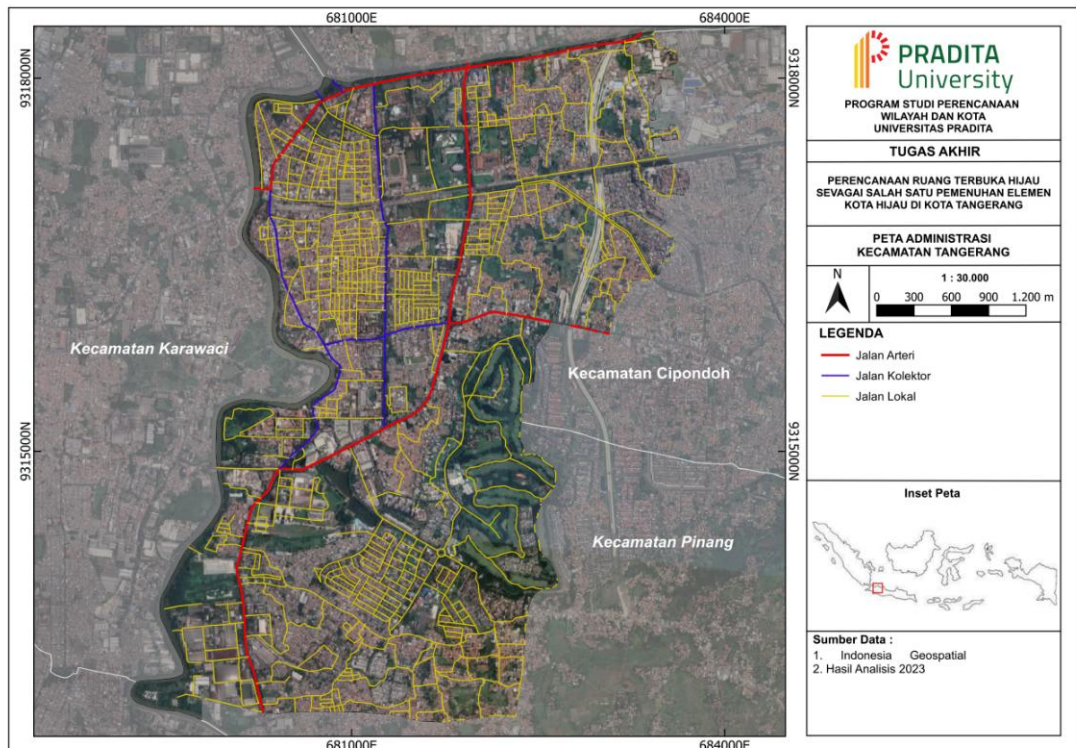 681000E
684000E
9318000N
9318000N
9315000N
9315000N
Kecamatan Karawaci
Kecamatan Cipondoh
Kecamatan Pinang
681000E
684000E
PRADITA
University
PROGRAM STUDI PERENCANAAN
WILAYAH DAN KOTA
UNIVERSITAS PRADITA
TUGAS AKHIR
PERENCANAAN RUANG TERBUKA HIJAU
SEVAGAI SALAH SATU PEMENUHAN ELEMEN
KOTA HIJAU DI KOTA TANGERANG
PETA ADMINISTRASI
KECAMATAN TANGERANG
N
1 : 30.000
0 300 600 900 1.200 m
LEGENDA
Jalan Arteri
Jalan Kolektor
Jalan Lokal
Inset Peta
Sumber Data :
1. Indonesia Geospatial
2. Hasil Analisis 2023